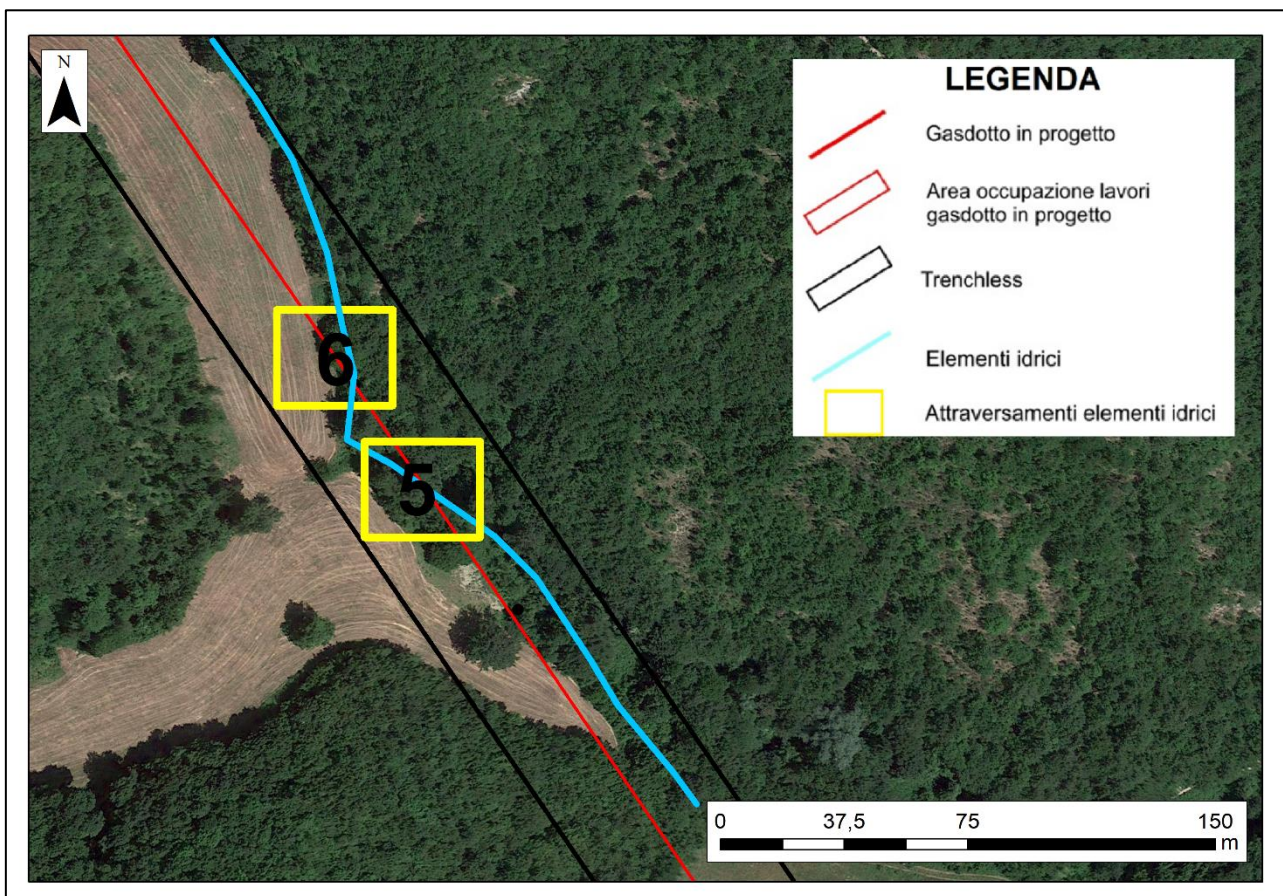 N
LEGENDA
Gasdotto in progetto
Area occupazione lavori
gasdotto in progetto
Trenchless
Elementi idrici
Attraversamenti elementi idrici
6
5
0 37,5 75 150
m